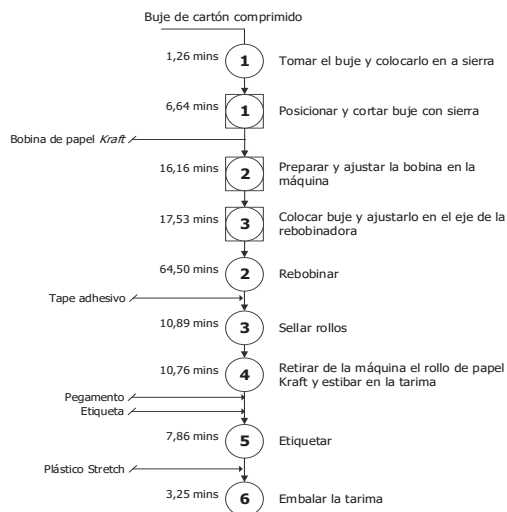 Buje de cartón comprimido
1,26 mins 1 Tomar el buje y colocarlo en a sierra
6,64 mins 1 Posicionar y cortar buje con sierra
Bobina de papel Kraft
16,16 mins 2 Preparar y ajustar la bobina en la
máquina
17,53 mins 3 Colocar buje y ajustarlo en el eje de la
rebobinadora
64,50 mins 2 Rebobinar
Tape adhesivo
10,89 mins 3 Sellar rollos
10,76 mins 4 Retirar de la máquina el rollo de papel
Kraft y estibar en la tarima
Pegamento
Etiqueta
7,86 mins 5 Etiquetar
Plástico Stretch
3,25 mins 6 Embalar la tarima